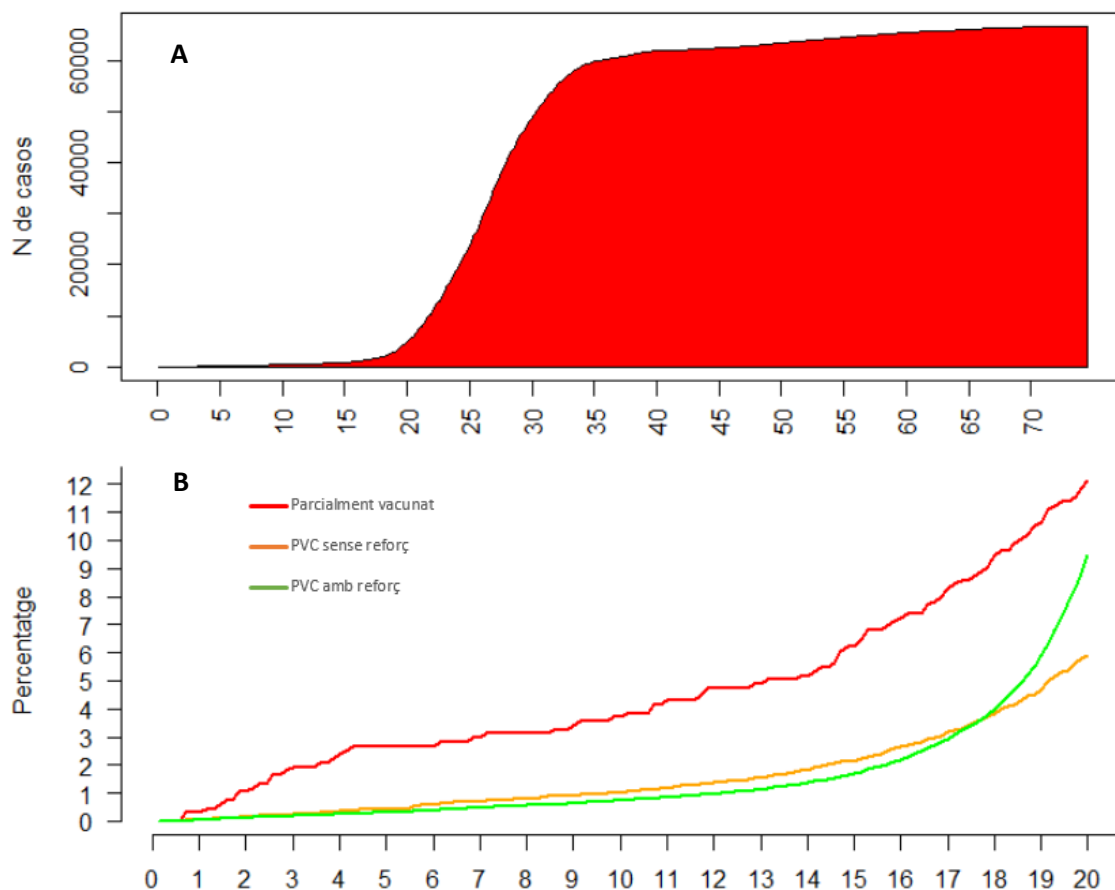 A
N de casos
60000
40000
20000
0
0 5 10 15 20 25 30 35 40 45 50 55 60 65 70
B
Percentatge
12
11
10
9
8
7
6
5
4
3
2
1
0
Parcialment vacunat
PVC sense reforç
PVC amb reforç
0 1 2 3 4 5 6 7 8 9 10 11 12 13 14 15 16 17 18 19 20